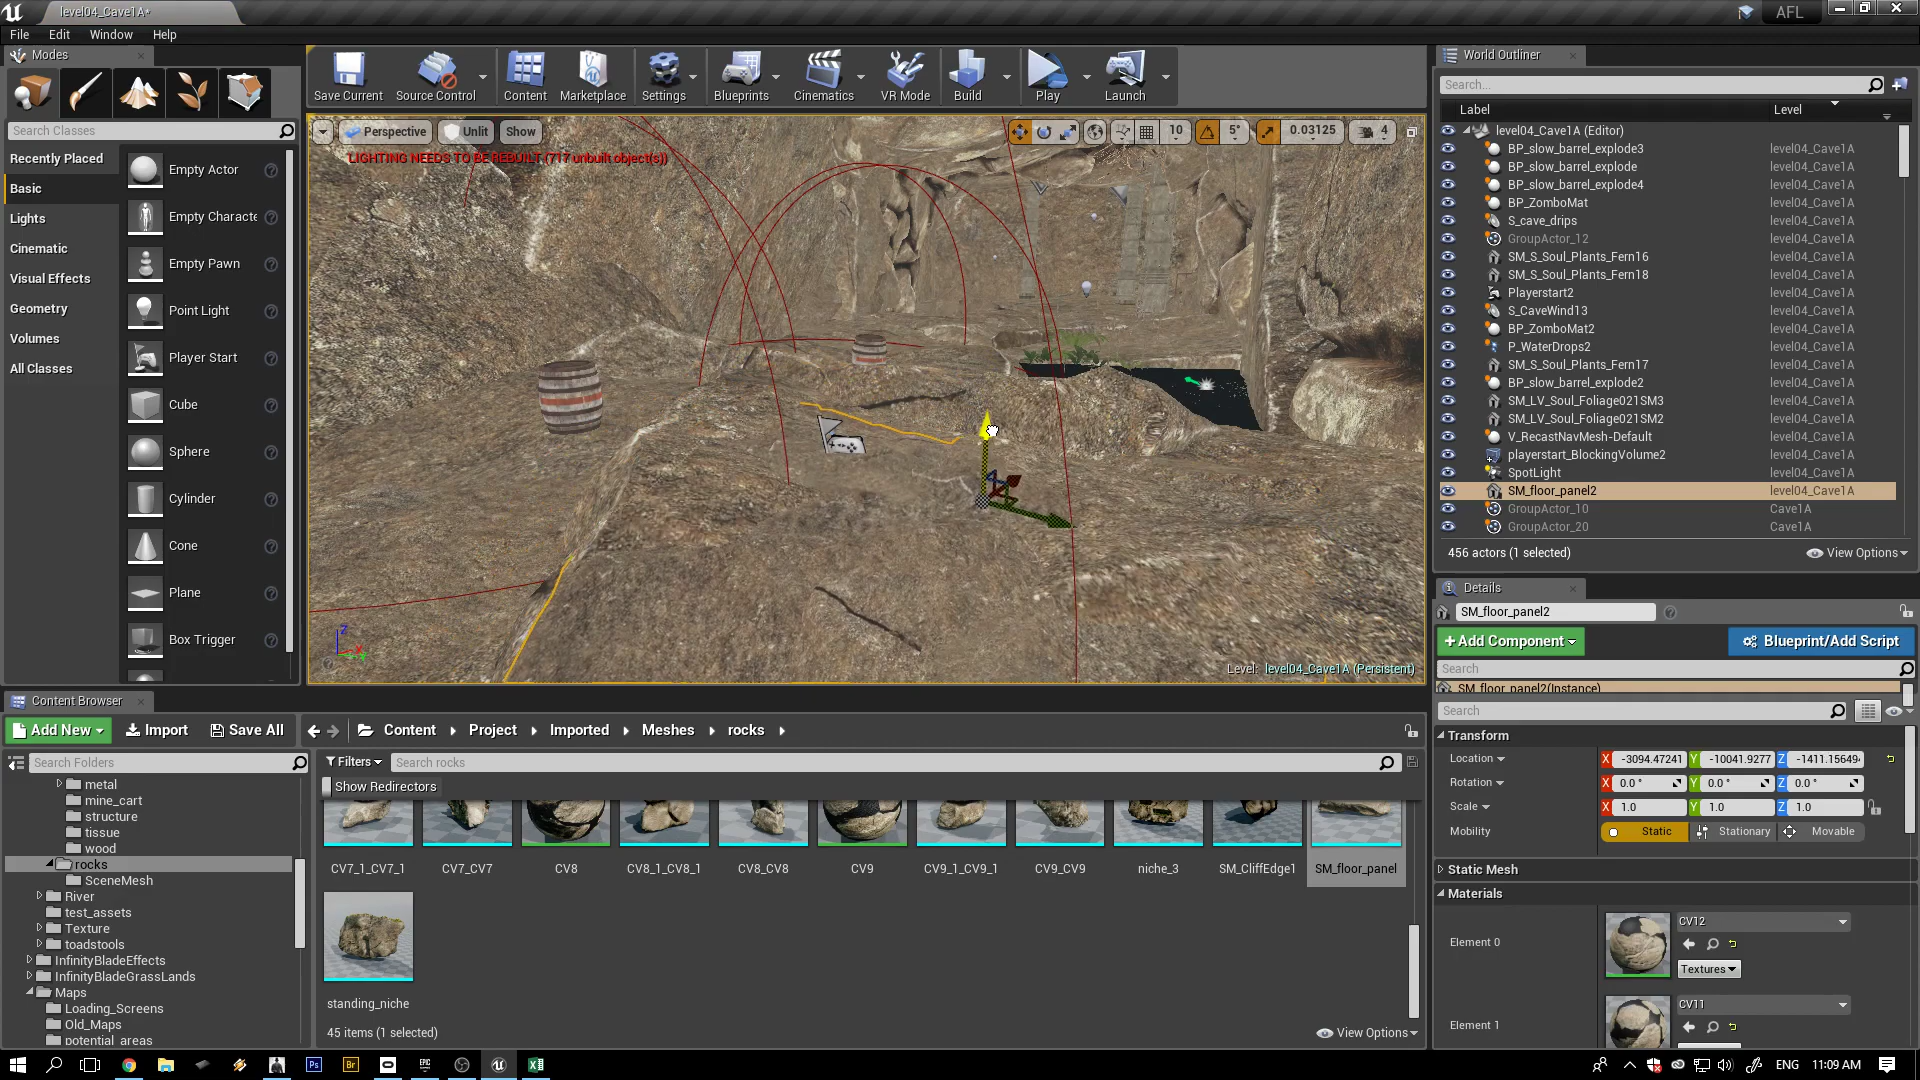 level04_Cave1A*
AFL
File Edit Window Help
Modes
Save Current
Source Control
Content
Marketplace
Settings
Blueprints
Cinematics
VR Mode
Build
Play
Launch
Search Classes
Recently Placed
Basic
Lights
Cinematic
Visual Effects
Geometry
Volumes
All Classes
Empty Actor
Empty Characte
Empty Pawn
Point Light
Player Start
Cube
Sphere
Cylinder
Cone
Plane
Box Trigger
Perspective Unlit Show
10 5° 0.03125 4
LIGHTING NEEDS TO BE REBUILT (717 unbuilt object(s))
Level: level04_Cave1A (Persistent)
World Outliner
Search...
Label Level
level04_Cave1A (Editor)
BP_slow_barrel_explode3 level04_Cave1A
BP_slow_barrel_explode level04_Cave1A
BP_slow_barrel_explode4 level04_Cave1A
BP_ZomboMat level04_Cave1A
S_cave_drips level04_Cave1A
GroupActor_12 level04_Cave1A
SM_S_Soul_Plants_Fern16 level04_Cave1A
SM_S_Soul_Plants_Fern18 level04_Cave1A
Playerstart2 level04_Cave1A
S_CaveWind13 level04_Cave1A
BP_ZomboMat2 level04_Cave1A
P_WaterDrops2 level04_Cave1A
SM_S_Soul_Plants_Fern17 level04_Cave1A
BP_slow_barrel_explode2 level04_Cave1A
SM_LV_Soul_Foliage021SM3 level04_Cave1A
SM_LV_Soul_Foliage021SM2 level04_Cave1A
V_RecastNavMesh-Default level04_Cave1A
playerstart_BlockingVolume2 level04_Cave1A
SpotLight level04_Cave1A
SM_floor_panel2 level04_Cave1A
GroupActor_10 Cave1A
GroupActor_20 Cave1A
456 actors (1 selected) View Options
Details
SM_floor_panel2
+Add Component Blueprint/Add Script
Search
SM_floor_panel2(Instance)
Search
Transform
Location X -3094.47241 Y -10041.9277 Z -1411.15649
Rotation X 0.0 ° Y 0.0 ° Z 0.0 °
Scale X 1.0 Y 1.0 Z 1.0
Mobility Static Stationary Movable
Static Mesh
Materials
Element 0
CV12
Textures
Element 1
CV11
Content Browser
Add New Import Save All
Content Project Imported Meshes rocks
Search Folders
Filters Search rocks
Show Redirectors
metal
mine_cart
structure
tissue
wood
rocks
SceneMesh
River
test_assets
Texture
toadstools
InfinityBladeEffects
InfinityBladeGrassLands
Maps
Loading_Screens
Old_Maps
potential_areas
CV7_1_CV7_1 CV7_CV7 CV8 CV8_1_CV8_1 CV8_CV8 CV9 CV9_1_CV9_1 CV9_CV9 niche_3 SM_CliffEdge1 SM_floor_panel
standing_niche
45 items (1 selected) View Options
Ps
Br
EPIC
ENG 11:09 AM